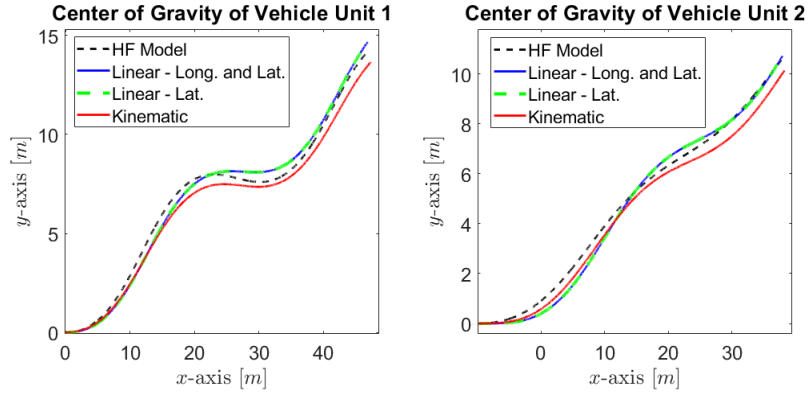 Center of Gravity of Vehicle Unit 1
15
10
5
0
0
10
20
30
40
y-axis [m]
x-axis [m]
HF Model
Linear - Long. and Lat.
Linear - Lat.
Kinematic
Center of Gravity of Vehicle Unit 2
10
8
6
4
2
0
0
10
20
30
y-axis [m]
x-axis [m]
HF Model
Linear - Long. and Lat.
Linear - Lat.
Kinematic